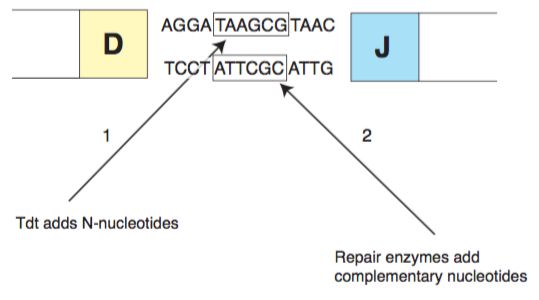 AGGA TAAGCG TAAC
D
J
TCCT ATTCGC ATTG
1
2
Tdt adds N-nucleotides
Repair enzymes add
complementary nucleotides